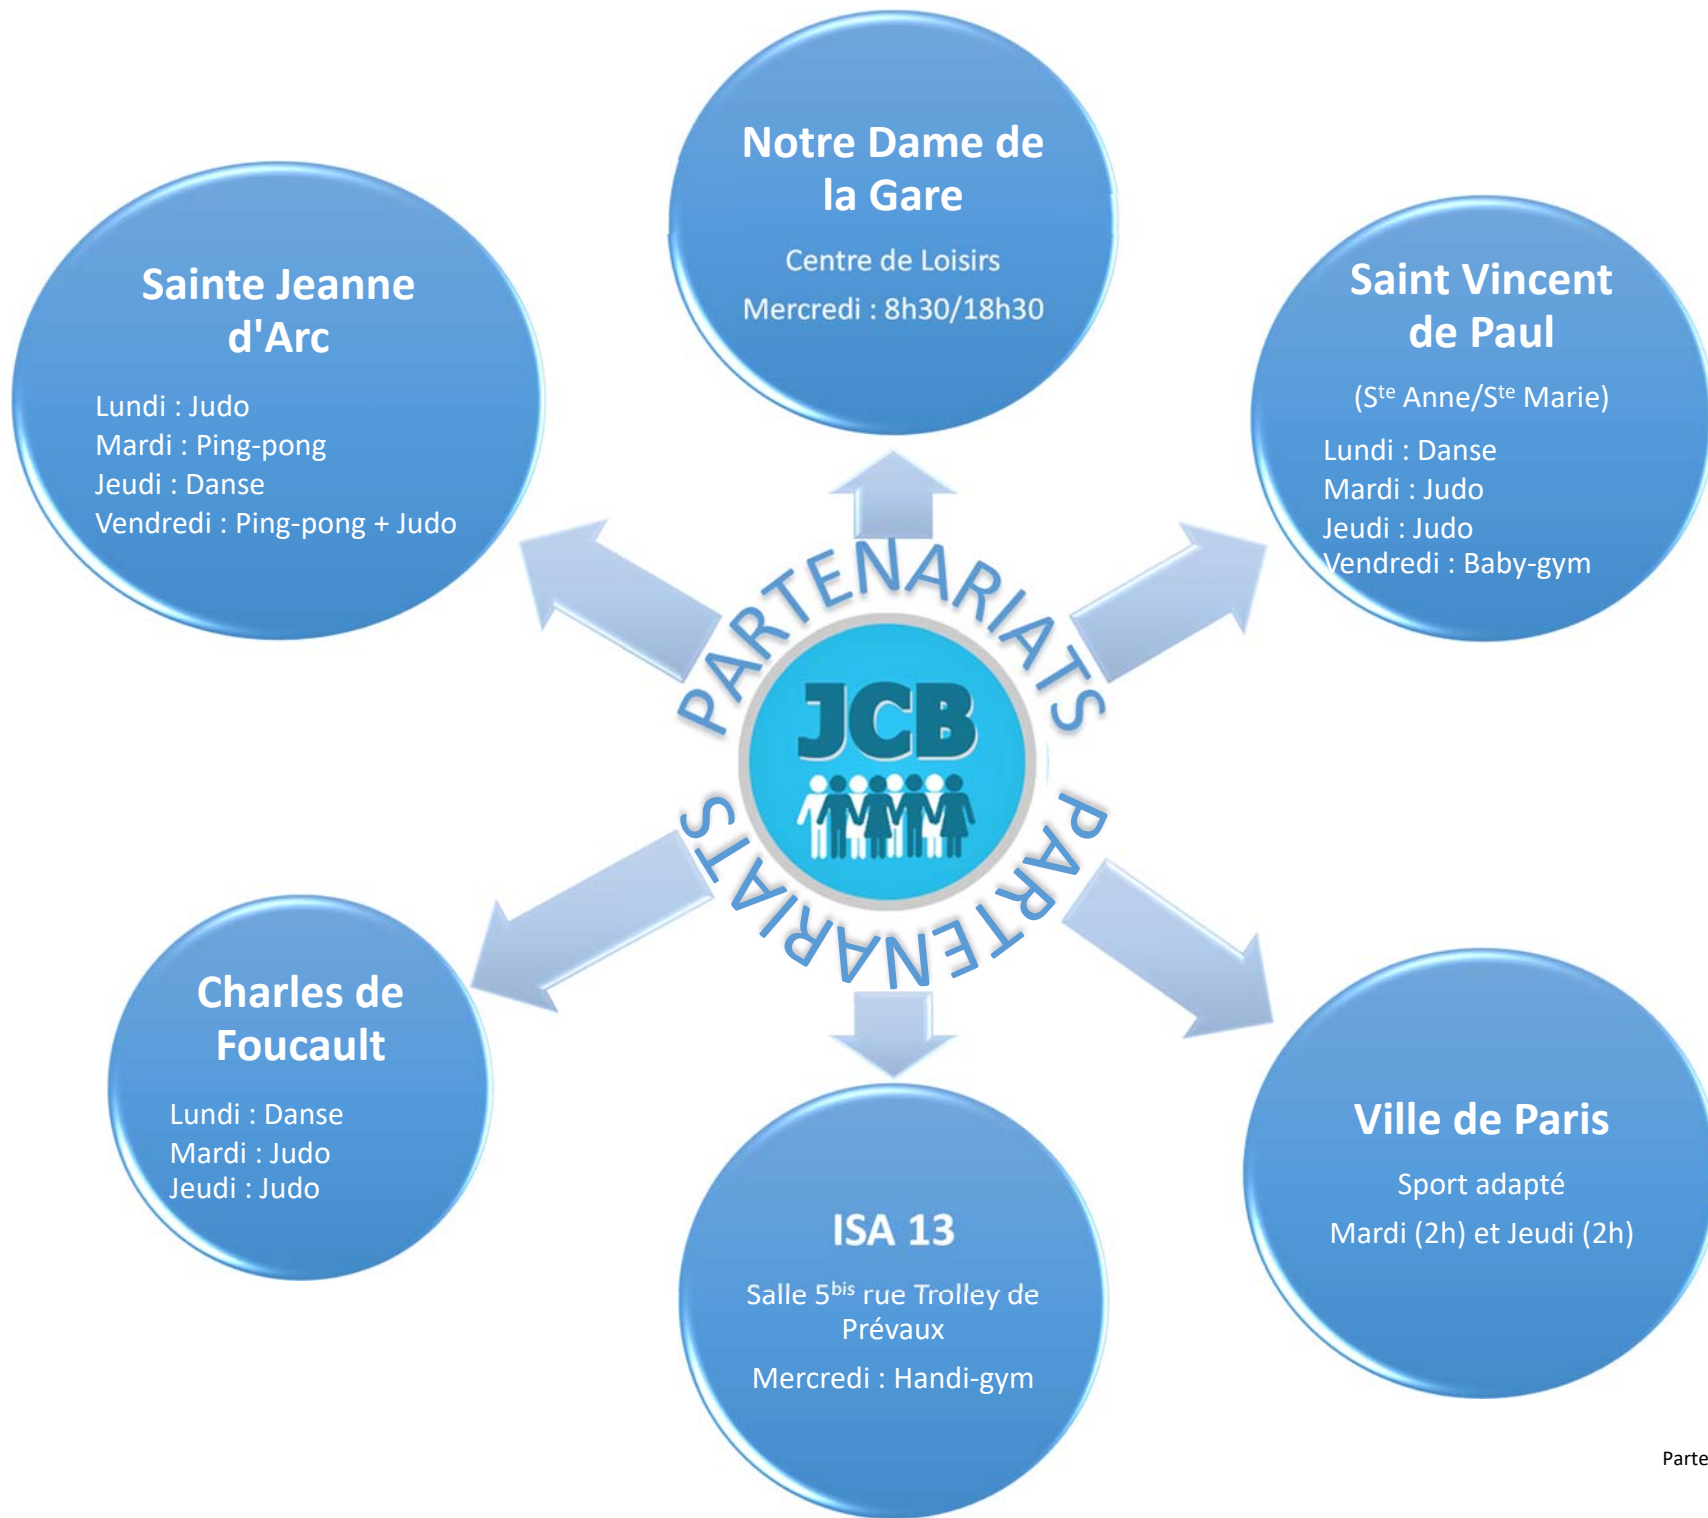 Notre Dame de
la Gare
Centre de Loisirs
Mercredi : 8h30/18h30
Sainte Jeanne
d'Arc
Lundi : Judo
Mardi : Ping-pong
Jeudi : Danse
Vendredi : Ping-pong + Judo
Saint Vincent
de Paul
(Ste Anne/Ste Marie)
Lundi : Danse
Mardi : Judo
Jeudi : Judo
Vendredi : Baby-gym
PARTENARIATS
JCB
PARTENARIATS
Charles de
Foucault
Lundi : Danse
Mardi : Judo
Jeudi : Judo
Ville de Paris
Sport adapté
Mardi (2h) et Jeudi (2h)
ISA 13
Salle 5bis rue Trolley de
Prévaux
Mercredi : Handi-gym
Parte